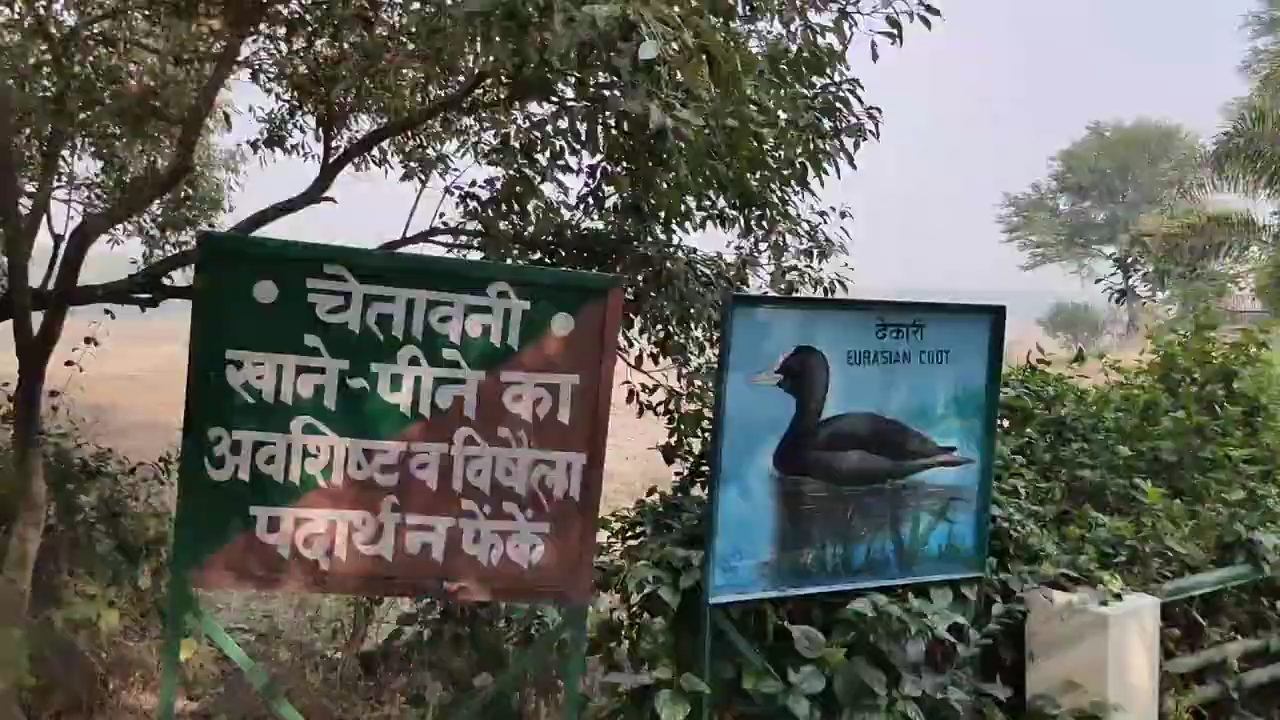 • चेतावनी •
खाने-पीने का
अवशिष्ट व विषैला
पदार्थ न फेंकें
ढेकारी
EURASIAN COOT